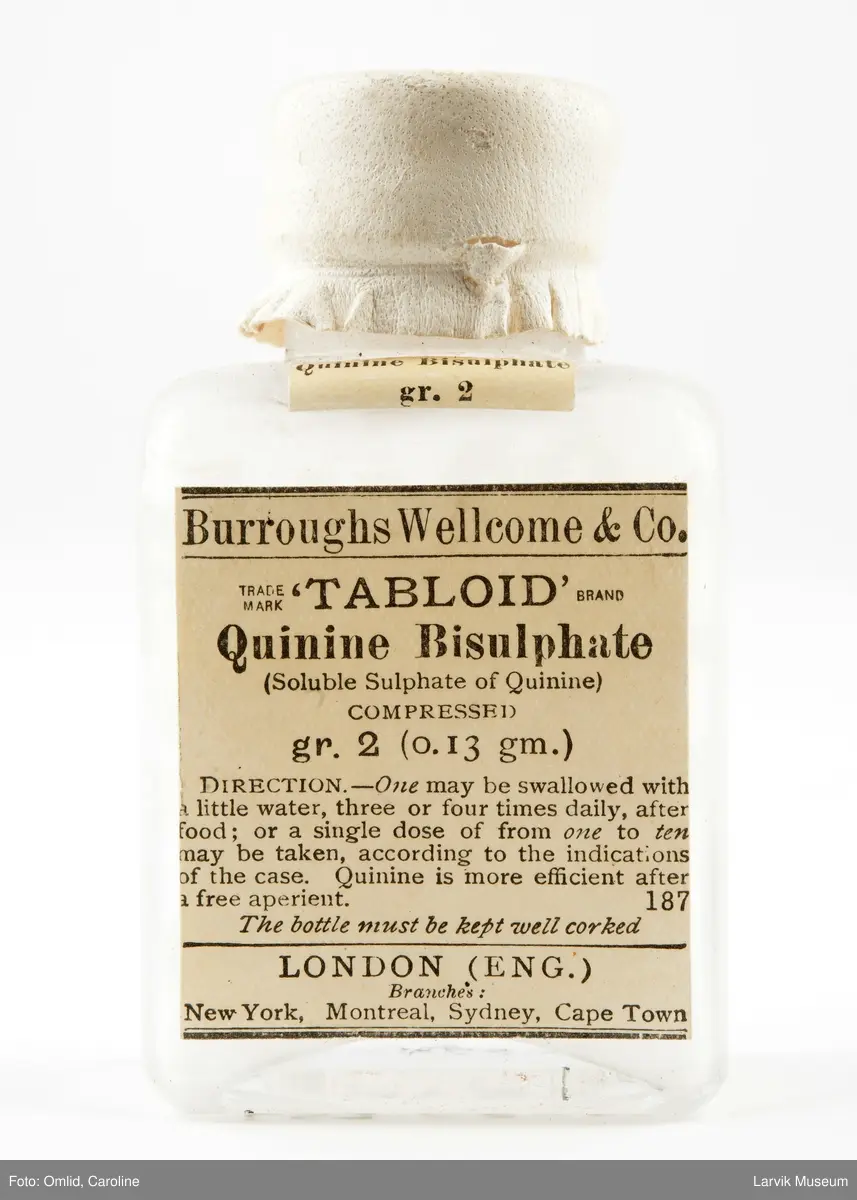 Quinine Bisulphate
gr. 2
Burroughs Wellcome & Co.
TRADE MARK 'TABLOID' BRAND
Quinine Bisulphate
(Soluble Sulphate of Quinine)
COMPRESSED
gr. 2 (0.13 gm.)
DIRECTION.—One may be swallowed with
a little water, three or four times daily, after
food; or a single dose of from one to ten
may be taken, according to the indications
of the case. Quinine is more efficient after
a free aperient. 187
The bottle must be kept well corked
LONDON (ENG.)
Branches:
New York, Montreal, Sydney, Cape Town
Foto: Omlid, Caroline
Larvik Museum